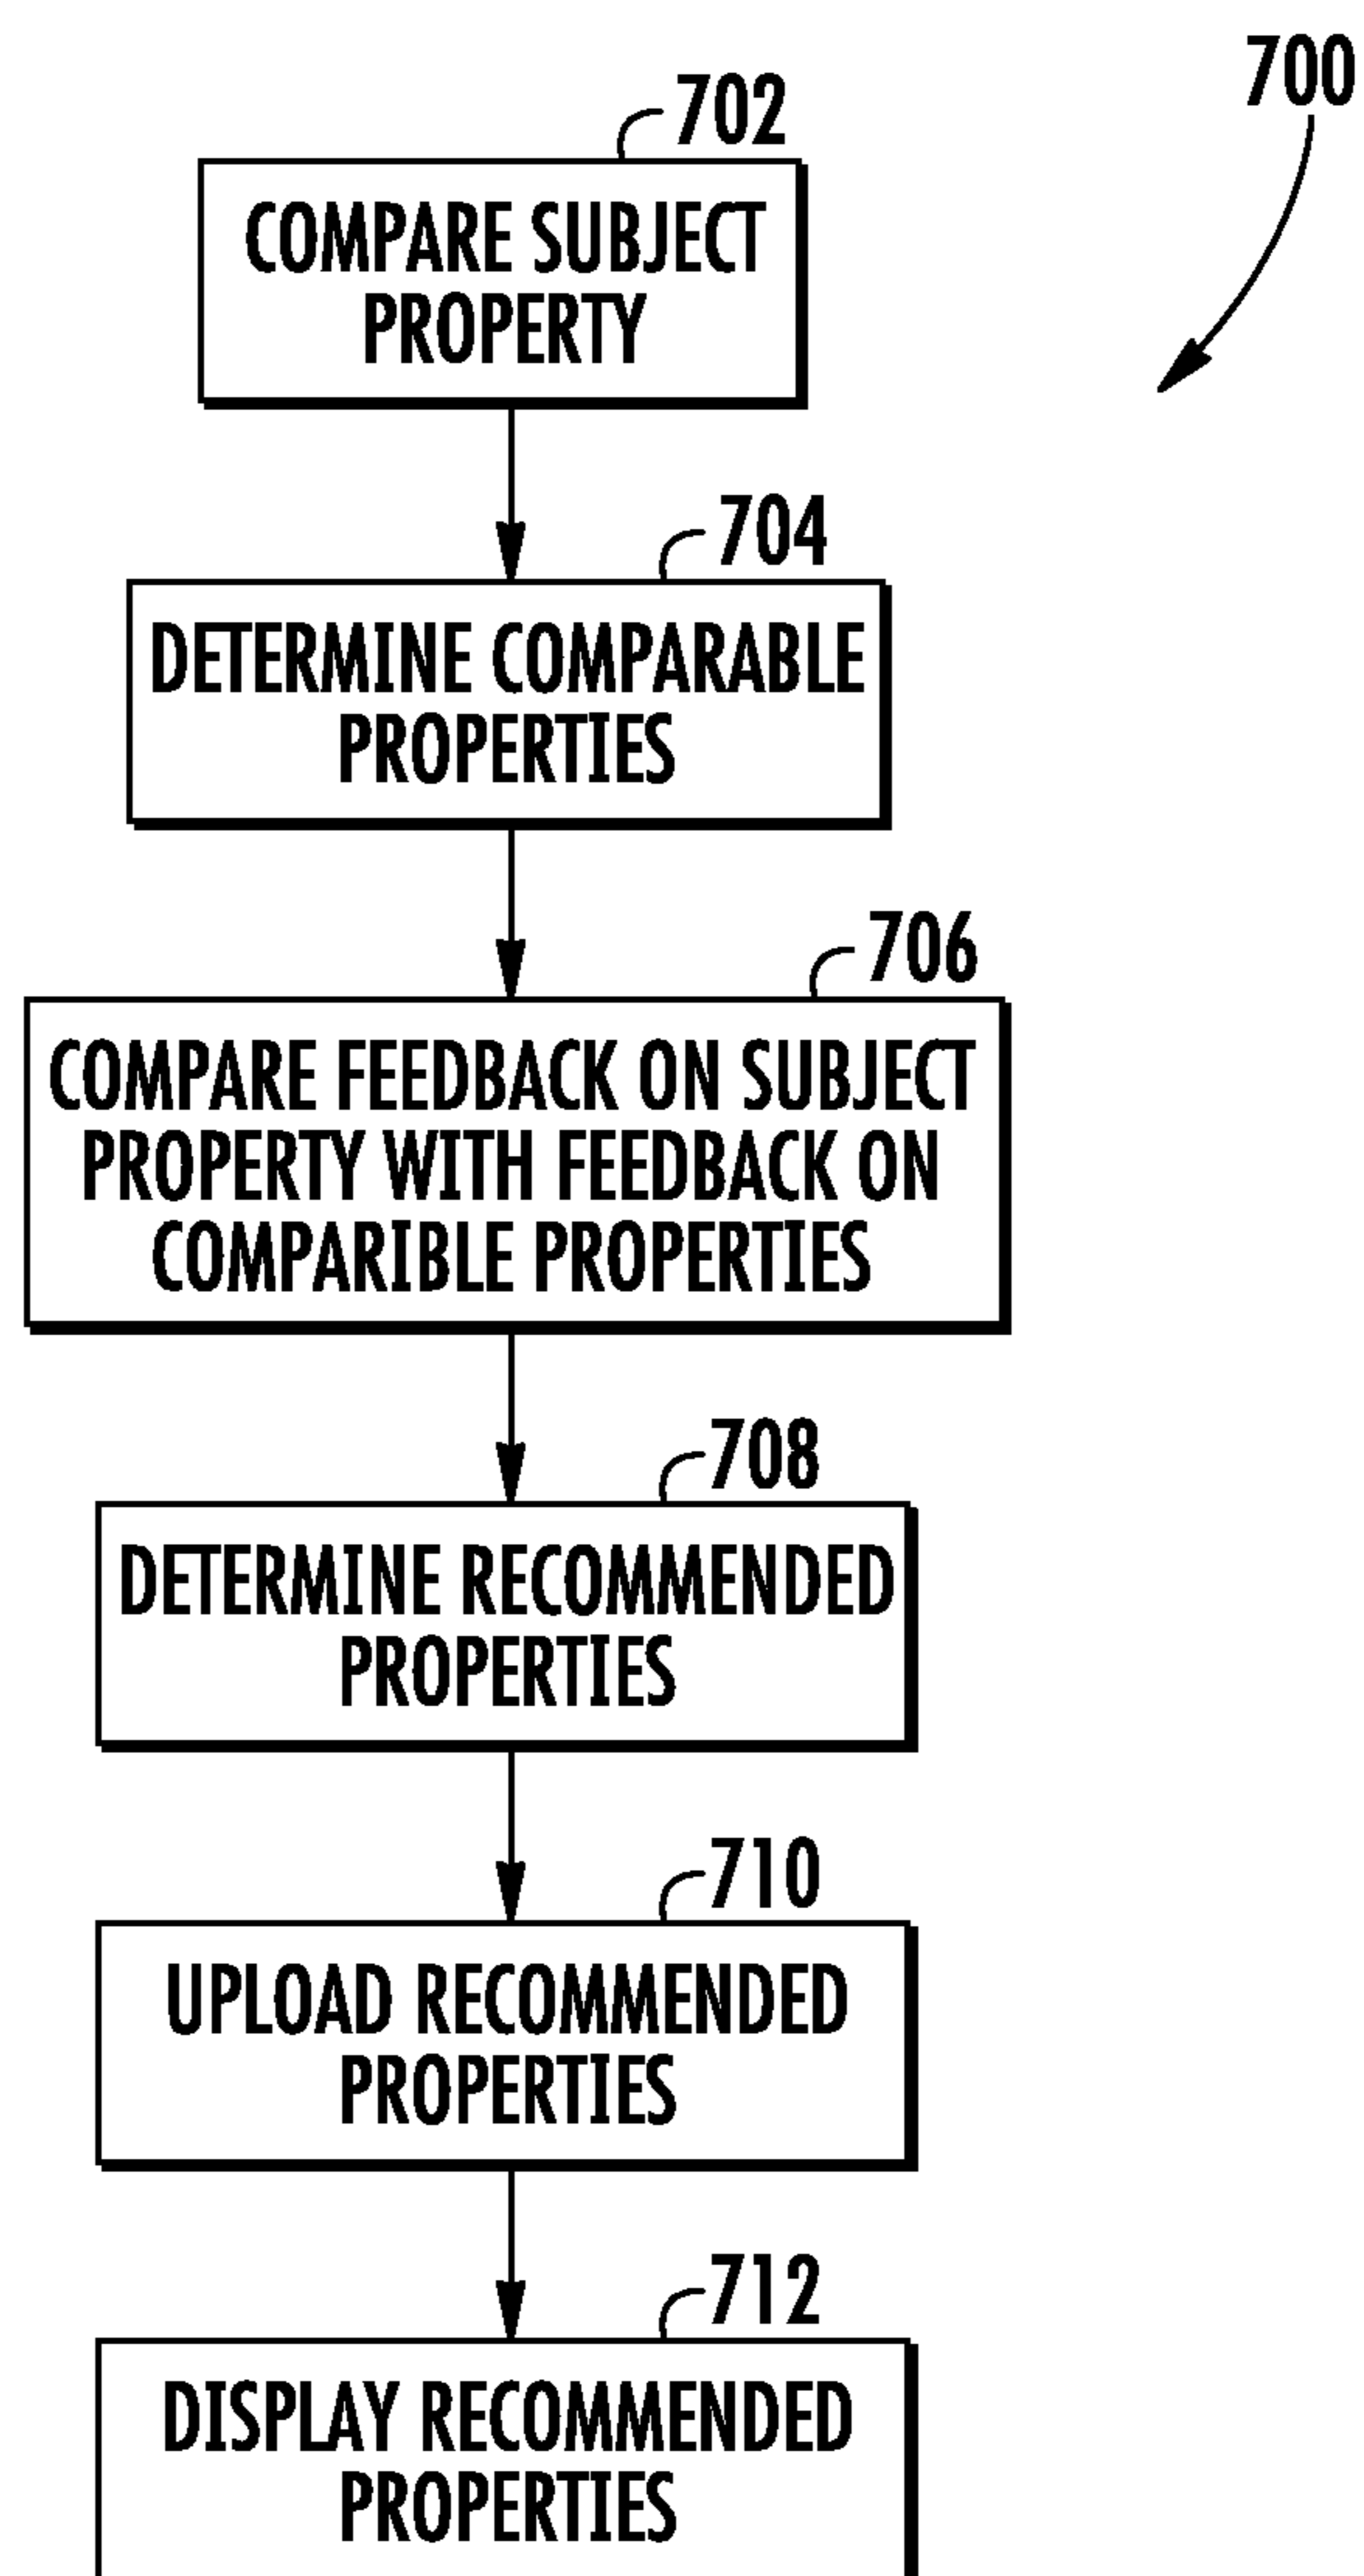 700
702
COMPARE SUBJECT
PROPERTY
704
DETERMINE COMPARABLE
PROPERTIES
706
COMPARE FEEDBACK ON SUBJECT
PROPERTY WITH FEEDBACK ON
COMPARIBLE PROPERTIES
708
DETERMINE RECOMMENDED
PROPERTIES
710
UPLOAD RECOMMENDED
PROPERTIES
712
DISPLAY RECOMMENDED
PROPERTIES